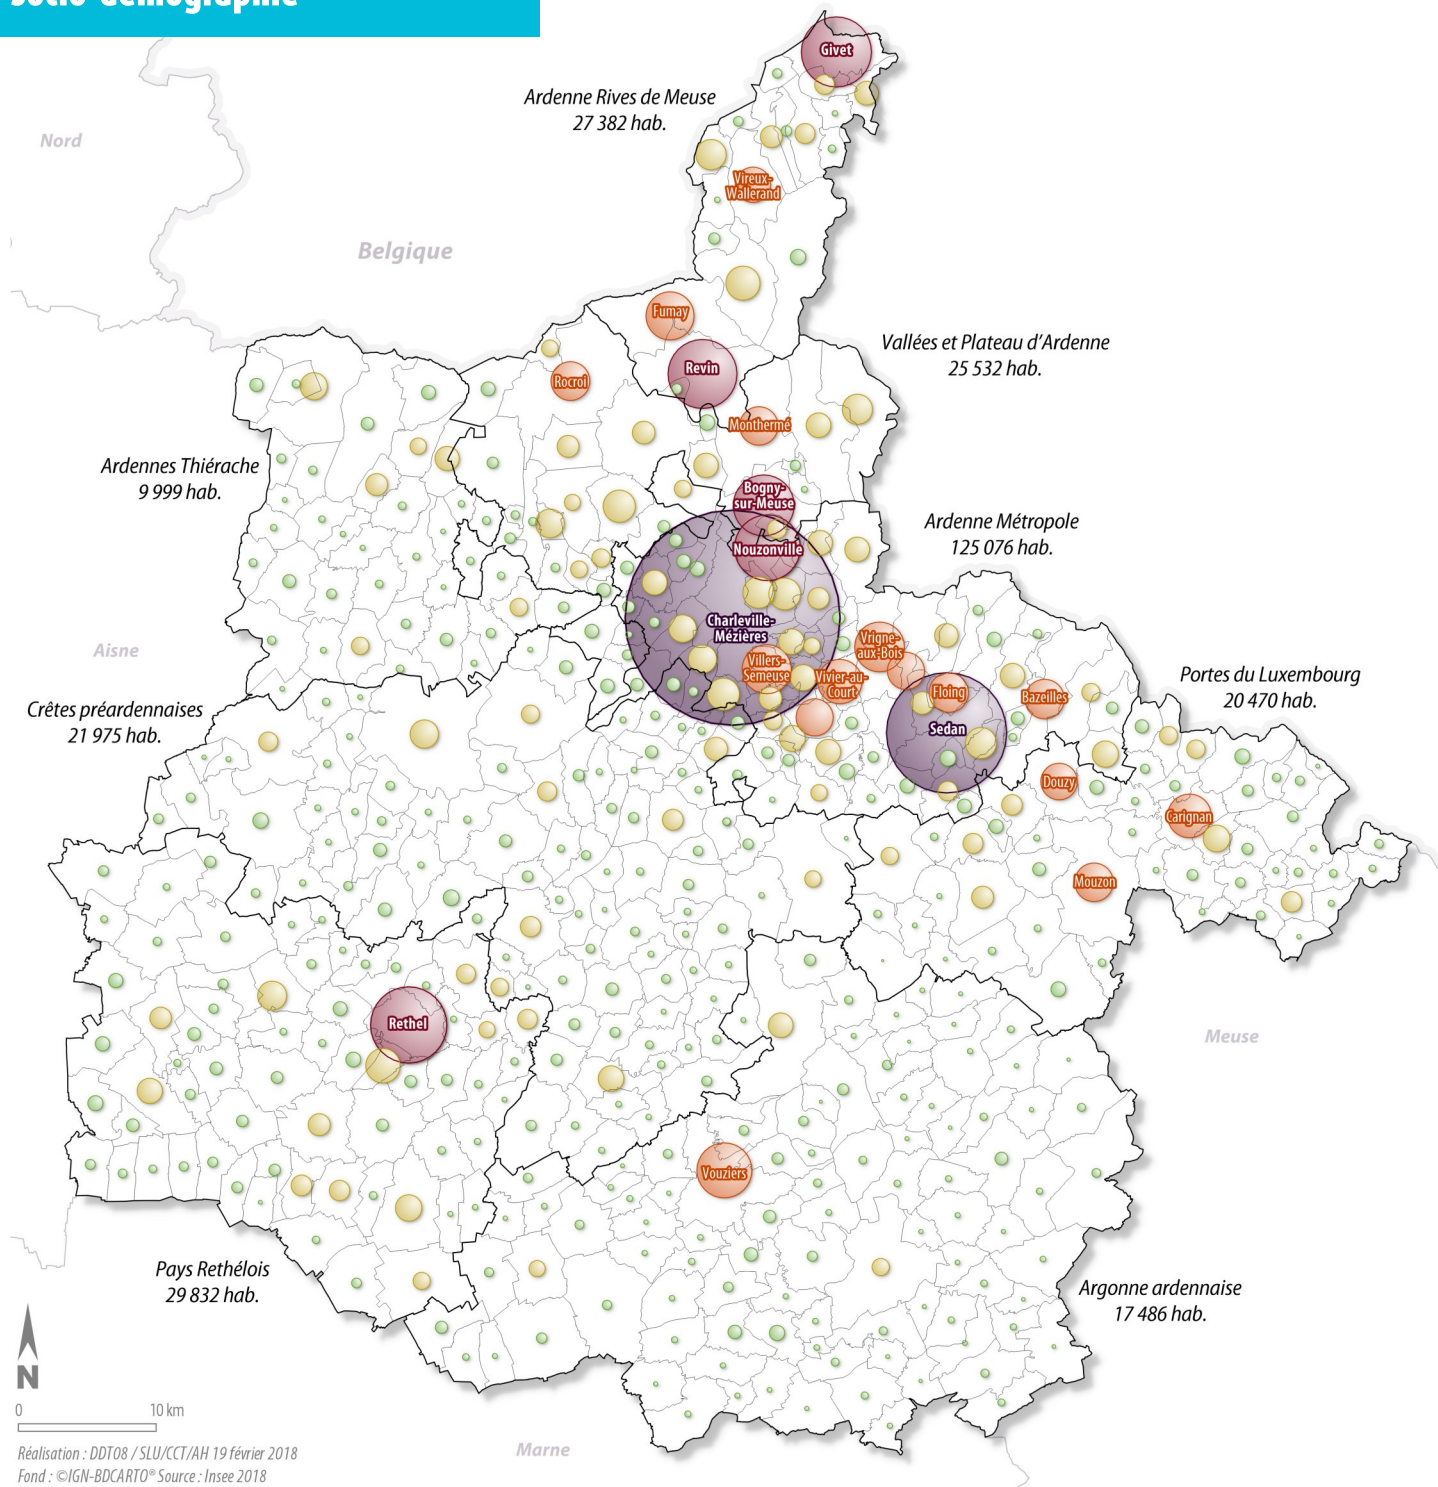 Socio-démographie
Givet
Ardenne Rives de Meuse
27 382 hab.
Nord
Vireux-
Wallerand
Belgique
Fumay
Vallées et Plateau d'Ardenne
25 532 hab.
Revin
Rocroi
Monthermé
Ardennes Thiérache
9 999 hab.
Bogny-
sur-Meuse
Ardenne Métropole
125 076 hab.
Nouzonville
Charleville-
Mézières
Vrigne-
aux-Bois
Aisne
Villers-
Semeuse
Vivier-au-
Court
Floing
Bazeilles
Portes du Luxembourg
20 470 hab.
Crêtes préardennaises
21 975 hab.
Sedan
Douzy
Carignan
Mouzon
Rethel
Meuse
Vouziers
Pays Rethélois
29 832 hab.
Argonne ardennaise
17 486 hab.
N
0 10 km
Marne
Réalisation : DDT08 / SLU/CCT/AH 19 février 2018
Fond : ©IGN-BDCARTO® Source : Insee 2018